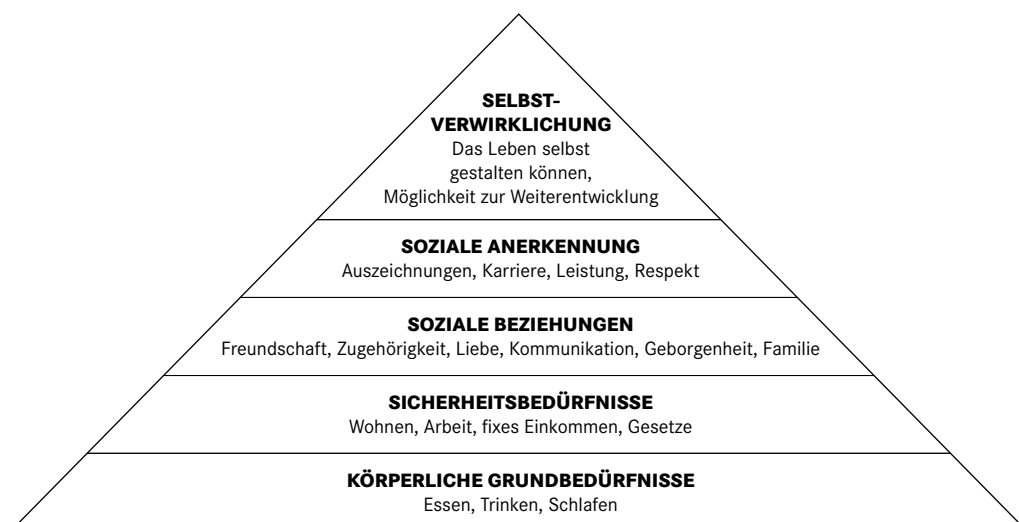 SELBST-
VERWIRKLICHUNG
Das Leben selbst
gestalten können,
Möglichkeit zur Weiterentwicklung
SOZIALE ANERKENNUNG
Auszeichnungen, Karriere, Leistung, Respekt
SOZIALE BEZIEHUNGEN
Freundschaft, Zugehörigkeit, Liebe, Kommunikation, Geborgenheit, Familie
SICHERHEITSBEDÜRFNISSE
Wohnen, Arbeit, fixes Einkommen, Gesetze
KÖRPERLICHE GRUNDBEDÜRFNISSE
Essen, Trinken, Schlafen